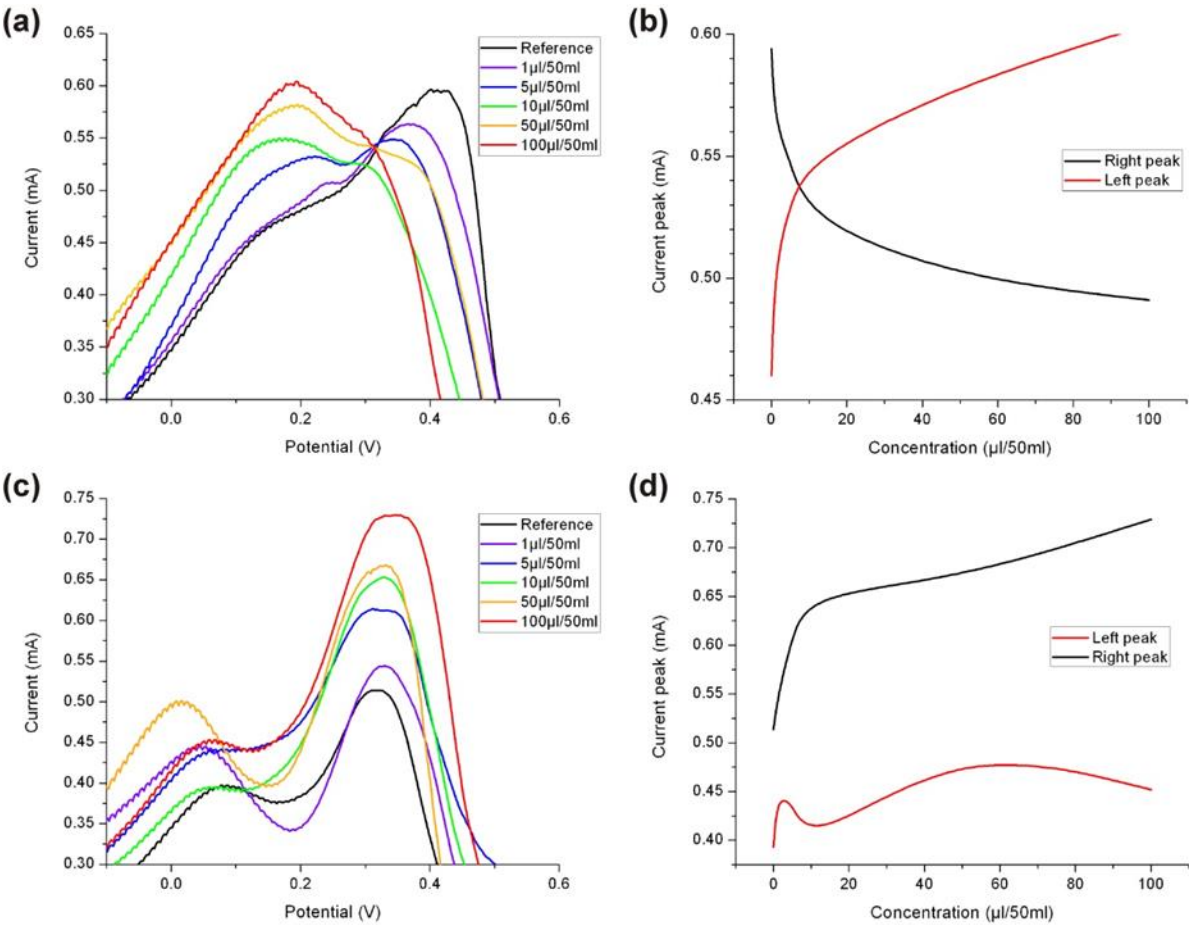 (a)
0.65
0.60
0.55
0.50
0.45
0.40
0.35
0.30
Current (mA)
0.0 0.2 0.4 0.6
Potential (V)
Reference
1µl/50ml
5µl/50ml
10µl/50ml
50µl/50ml
100µl/50ml
(b)
0.60
0.55
0.50
0.45
Current peak (mA)
0 20 40 60 80 100
Concentration (µl/50ml)
Right peak
Left peak
(c)
0.75
0.70
0.65
0.60
0.55
0.50
0.45
0.40
0.35
0.30
Current (mA)
0.0 0.2 0.4 0.6
Potential (V)
Reference
1µl/50ml
5µl/50ml
10µl/50ml
50µl/50ml
100µl/50ml
(d)
0.75
0.70
0.65
0.60
0.55
0.50
0.45
0.40
Current peak (mA)
0 20 40 60 80 100
Concentration (µl/50ml)
Left peak
Right peak